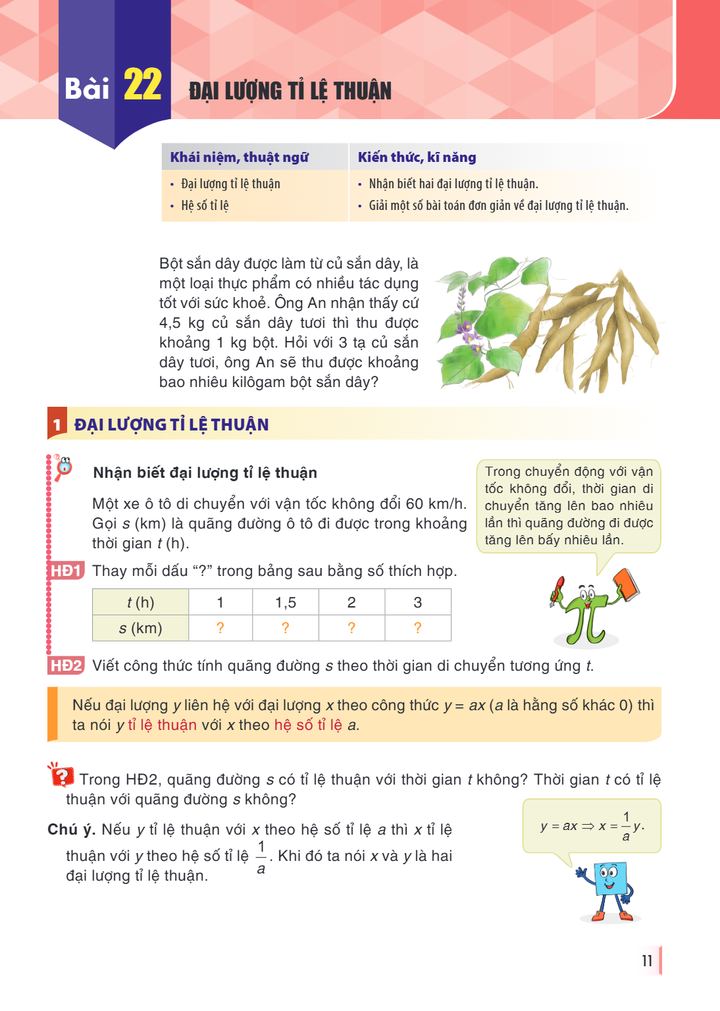 Bài 22 ĐẠI LƯỢNG TỈ LỆ THUẬN
Khái niệm, thuật ngữ
• Đại lượng tỉ lệ thuận
• Hệ số tỉ lệ
Kiến thức, kĩ năng
• Nhận biết hai đại lượng tỉ lệ thuận.
• Giải một số bài toán đơn giản về đại lượng tỉ lệ thuận.
Bột sắn dây được làm từ củ sắn dây, là
một loại thực phẩm có nhiều tác dụng
tốt với sức khoẻ. Ông An nhận thấy cứ
4,5 kg củ sắn dây tươi thì thu được
khoảng 1 kg bột. Hỏi với 3 tạ củ sắn
dây tươi, ông An sẽ thu được khoảng
bao nhiêu kilôgam bột sắn dây?
1 ĐẠI LƯỢNG TỈ LỆ THUẬN
Nhận biết đại lượng tỉ lệ thuận
Một xe ô tô di chuyển với vận tốc không đổi 60 km/h.
Gọi s (km) là quãng đường ô tô đi được trong khoảng
thời gian t (h).
Trong chuyển động với vận
tốc không đổi, thời gian di
chuyển tăng lên bao nhiêu
lần thì quãng đường đi được
tăng lên bấy nhiêu lần.
HĐ1 Thay mỗi dấu “?” trong bảng sau bằng số thích hợp.
t (h) 1 1,5 2 3
s (km) ? ? ? ?
π
HĐ2 Viết công thức tính quãng đường s theo thời gian di chuyển tương ứng t.
Nếu đại lượng y liên hệ với đại lượng x theo công thức y = ax (a là hằng số khác 0) thì
ta nói y tỉ lệ thuận với x theo hệ số tỉ lệ a.
? Trong HĐ2, quãng đường s có tỉ lệ thuận với thời gian t không? Thời gian t có tỉ lệ
thuận với quãng đường s không?
Chú ý. Nếu y tỉ lệ thuận với x theo hệ số tỉ lệ a thì x tỉ lệ
thuận với y theo hệ số tỉ lệ 1/a. Khi đó ta nói x và y là hai
đại lượng tỉ lệ thuận.
y = ax ⇒ x = 1/a y.
11